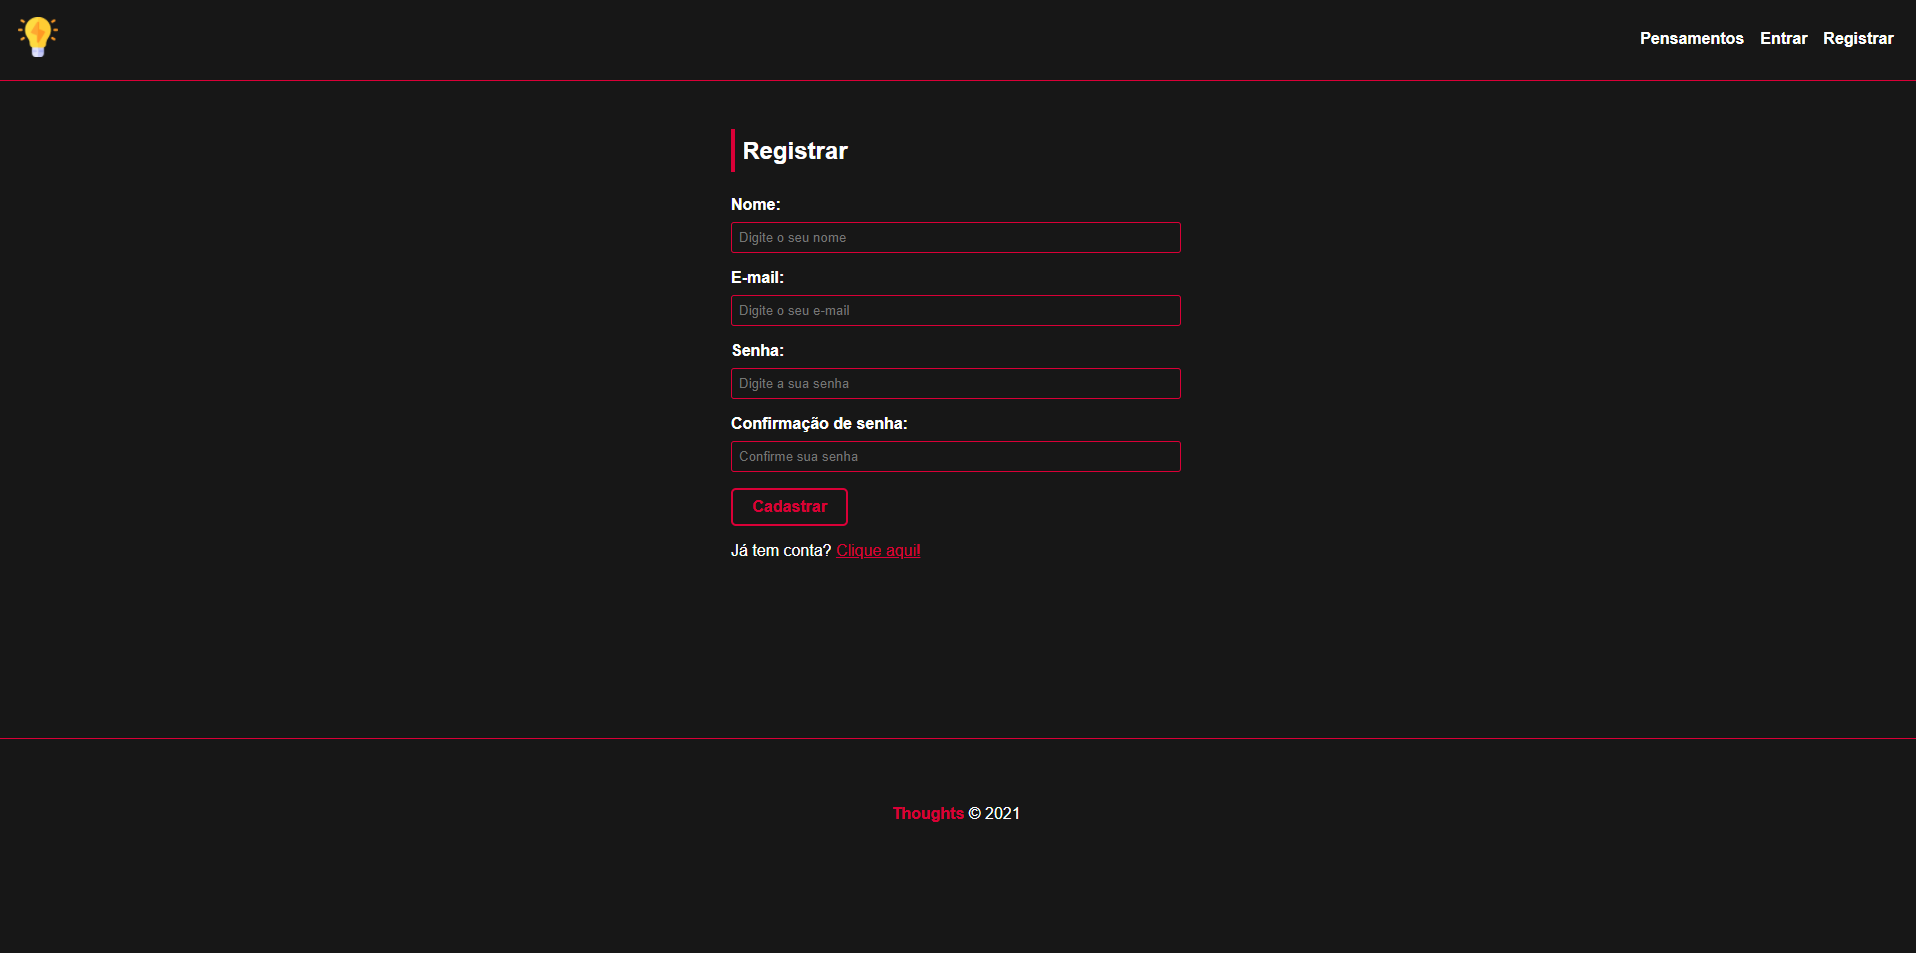 Pensamentos Entrar Registrar
Registrar
Nome:
Digite o seu nome
E-mail:
Digite o seu e-mail
Senha:
Digite a sua senha
Confirmação de senha:
Confirme sua senha
Cadastrar
Já tem conta? Clique aqui!
Thoughts © 2021